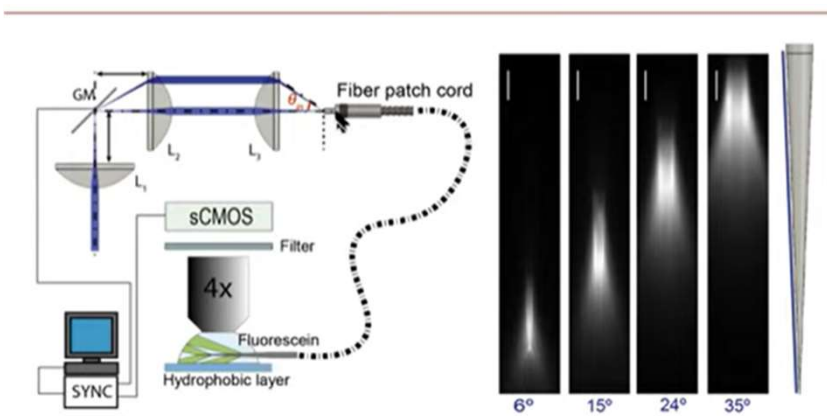 GM
θ
Fiber patch cord
L₂
L₃
L₁
sCMOS
Filter
4x
Fluorescein
Hydrophobic layer
SYNC
6º
15º
24º
35º